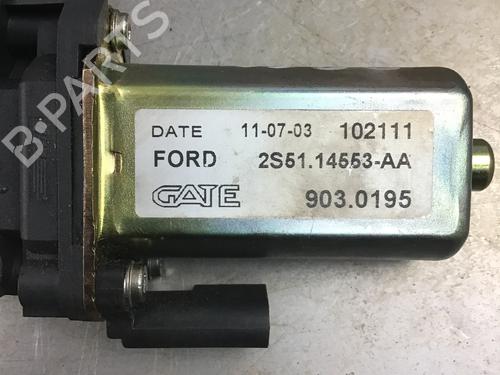 B-PARTS
DATE 11-07-03 102111
FORD 2S51.14553-AA
GATE 903.0195